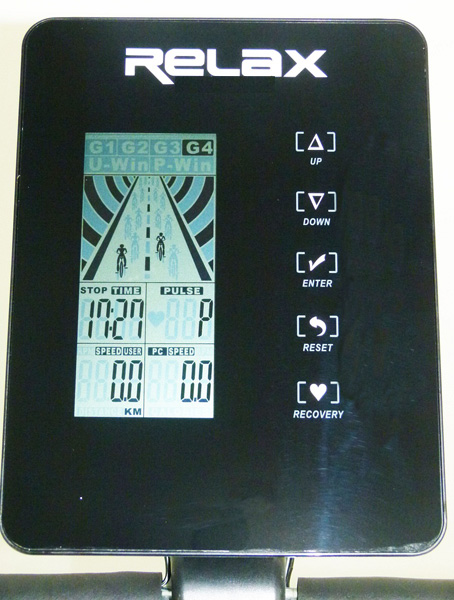 RELAX
G1 G2 G3 G4
U-Win P-Win
STOP TIME PULSE
17:27 P
SPEED USER PC SPEED
0.0 0.0
KM
UP
DOWN
ENTER
RESET
RECOVERY